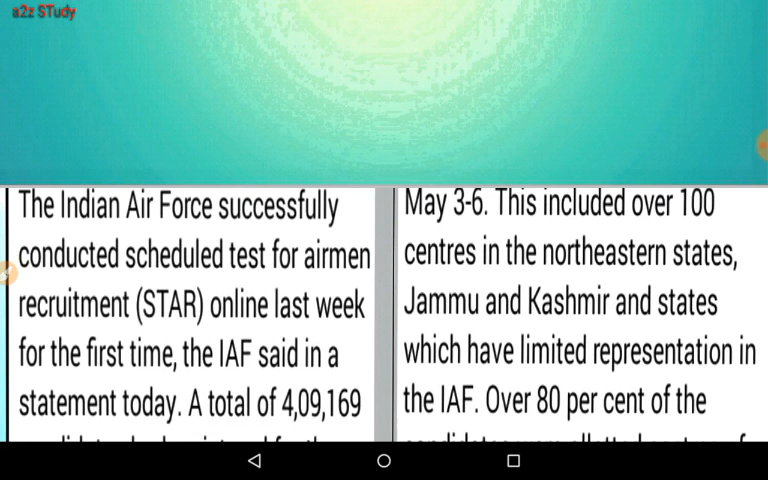 a2z STudy
The Indian Air Force successfully
conducted scheduled test for airmen
recruitment (STAR) online last week
for the first time, the IAF said in a
statement today. A total of 4,09,169
May 3-6. This included over 100
centres in the northeastern states,
Jammu and Kashmir and states
which have limited representation in
the IAF. Over 80 per cent of the